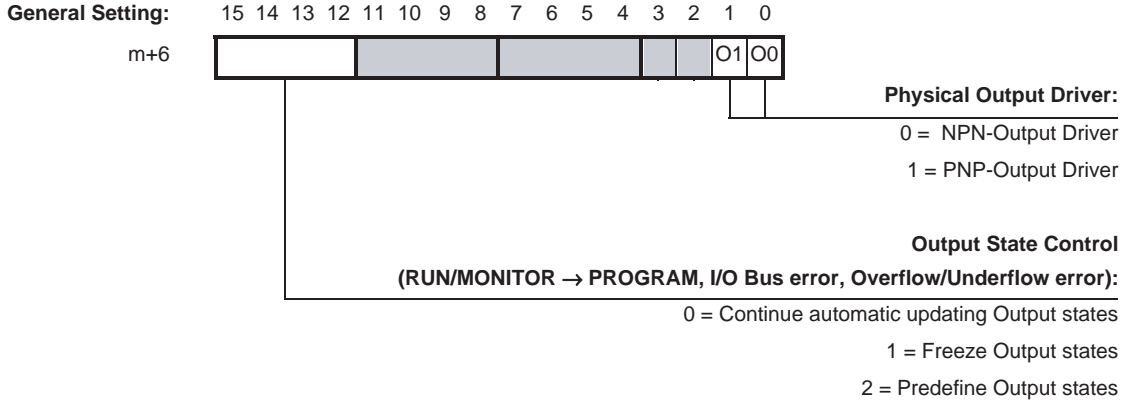 General Setting: 15 14 13 12 11 10 9 8 7 6 5 4 3 2 1 0
m+6 O1 O0
Physical Output Driver:
0 = NPN-Output Driver
1 = PNP-Output Driver
Output State Control
(RUN/MONITOR → PROGRAM, I/O Bus error, Overflow/Underflow error):
0 = Continue automatic updating Output states
1 = Freeze Output states
2 = Predefine Output states